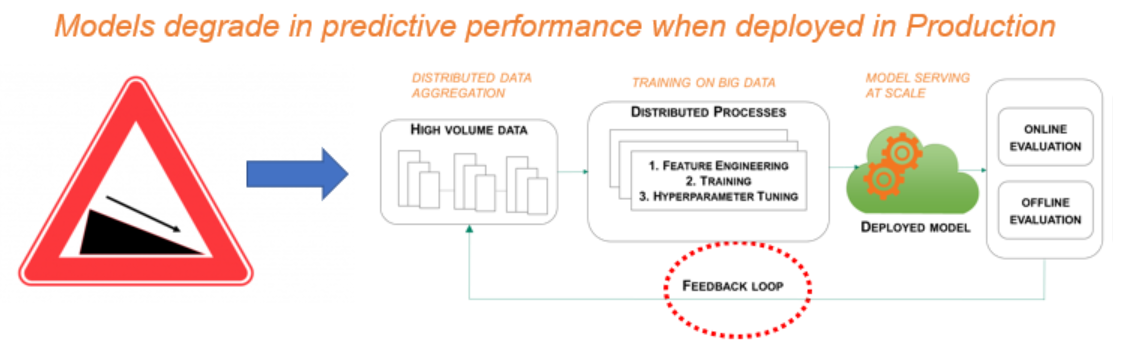 Models degrade in predictive performance when deployed in Production
DISTRIBUTED DATA
AGGREGATION
HIGH VOLUME DATA
TRAINING ON BIG DATA
DISTRIBUTED PROCESSES
1. FEATURE ENGINEERING
2. TRAINING
3. HYPERPARAMETER TUNING
MODEL SERVING
AT SCALE
DEPLOYED MODEL
ONLINE
EVALUATION
OFFLINE
EVALUATION
FEEDBACK LOOP